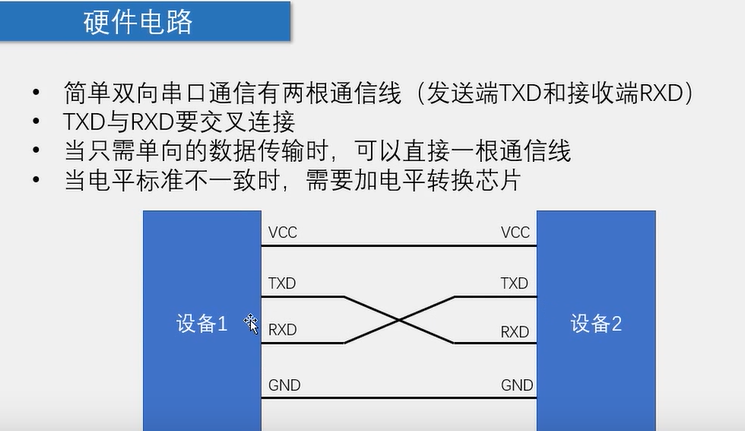 硬件电路
• 简单双向串口通信有两根通信线（发送端TXD和接收端RXD）
• TXD与RXD要交叉连接
• 当只需单向的数据传输时，可以直接一根通信线
• 当电平标准不一致时，需要加电平转换芯片
VCC VCC
TXD TXD
设备1 设备2
RXD RXD
GND GND